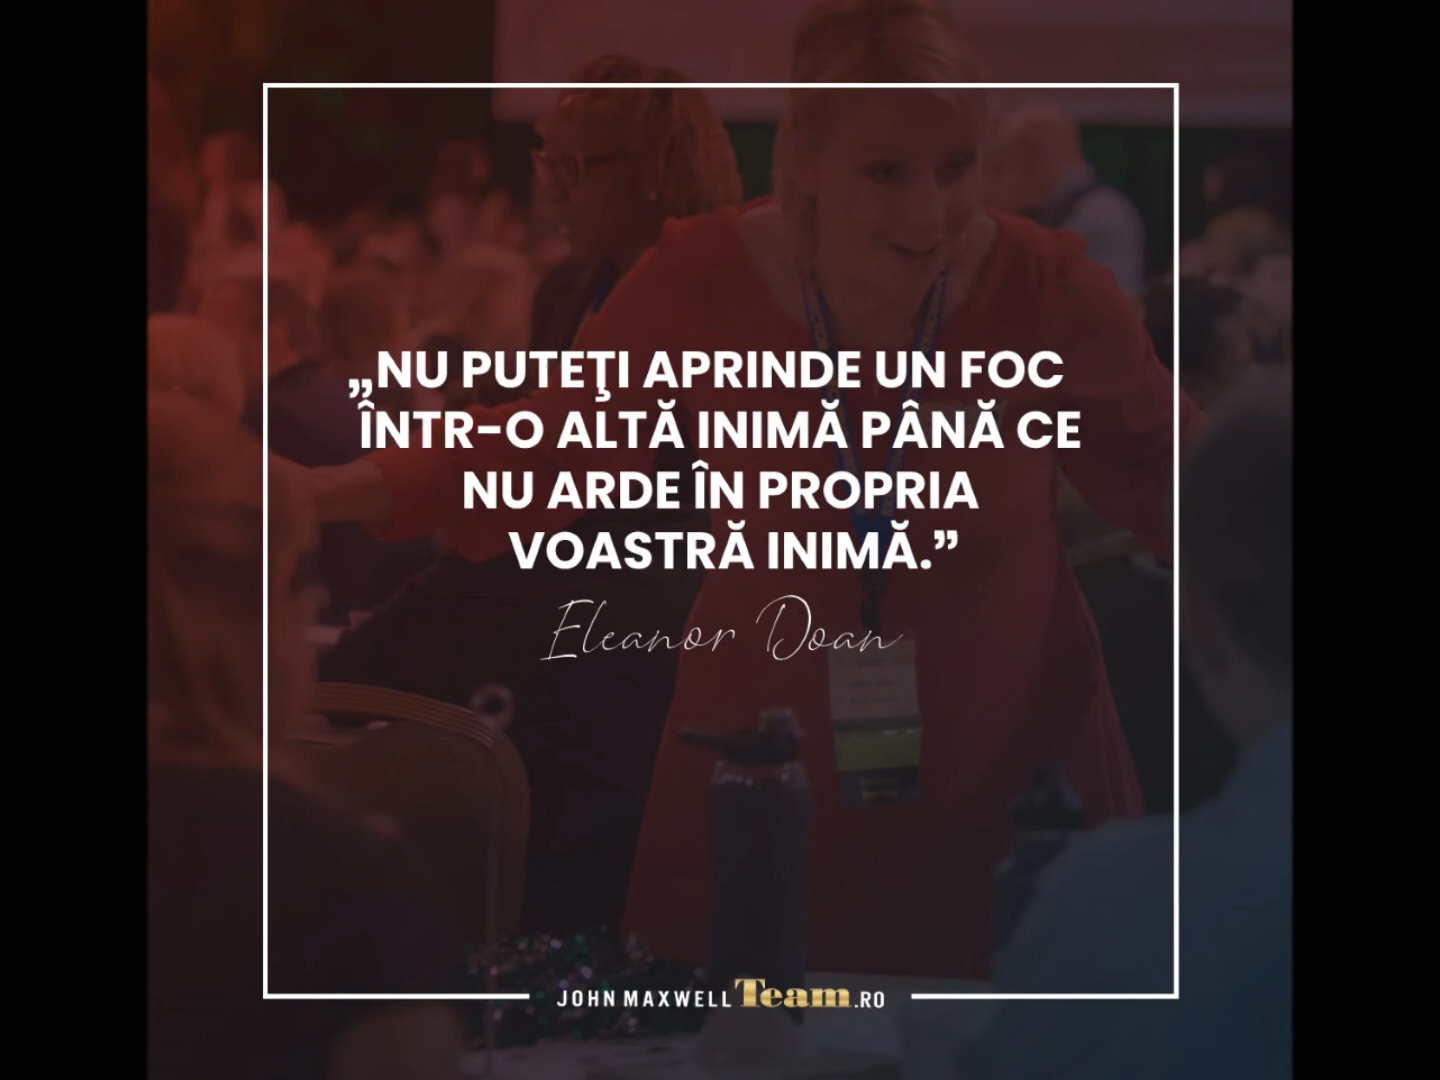 „NU PUTEŢI APRINDE UN FOC
ÎNTR-O ALTĂ INIMĂ PÂNĂ CE
NU ARDE ÎN PROPRIA
VOASTRĂ INIMĂ.”
Eleanor Doan
JOHN MAXWELL Team.RO